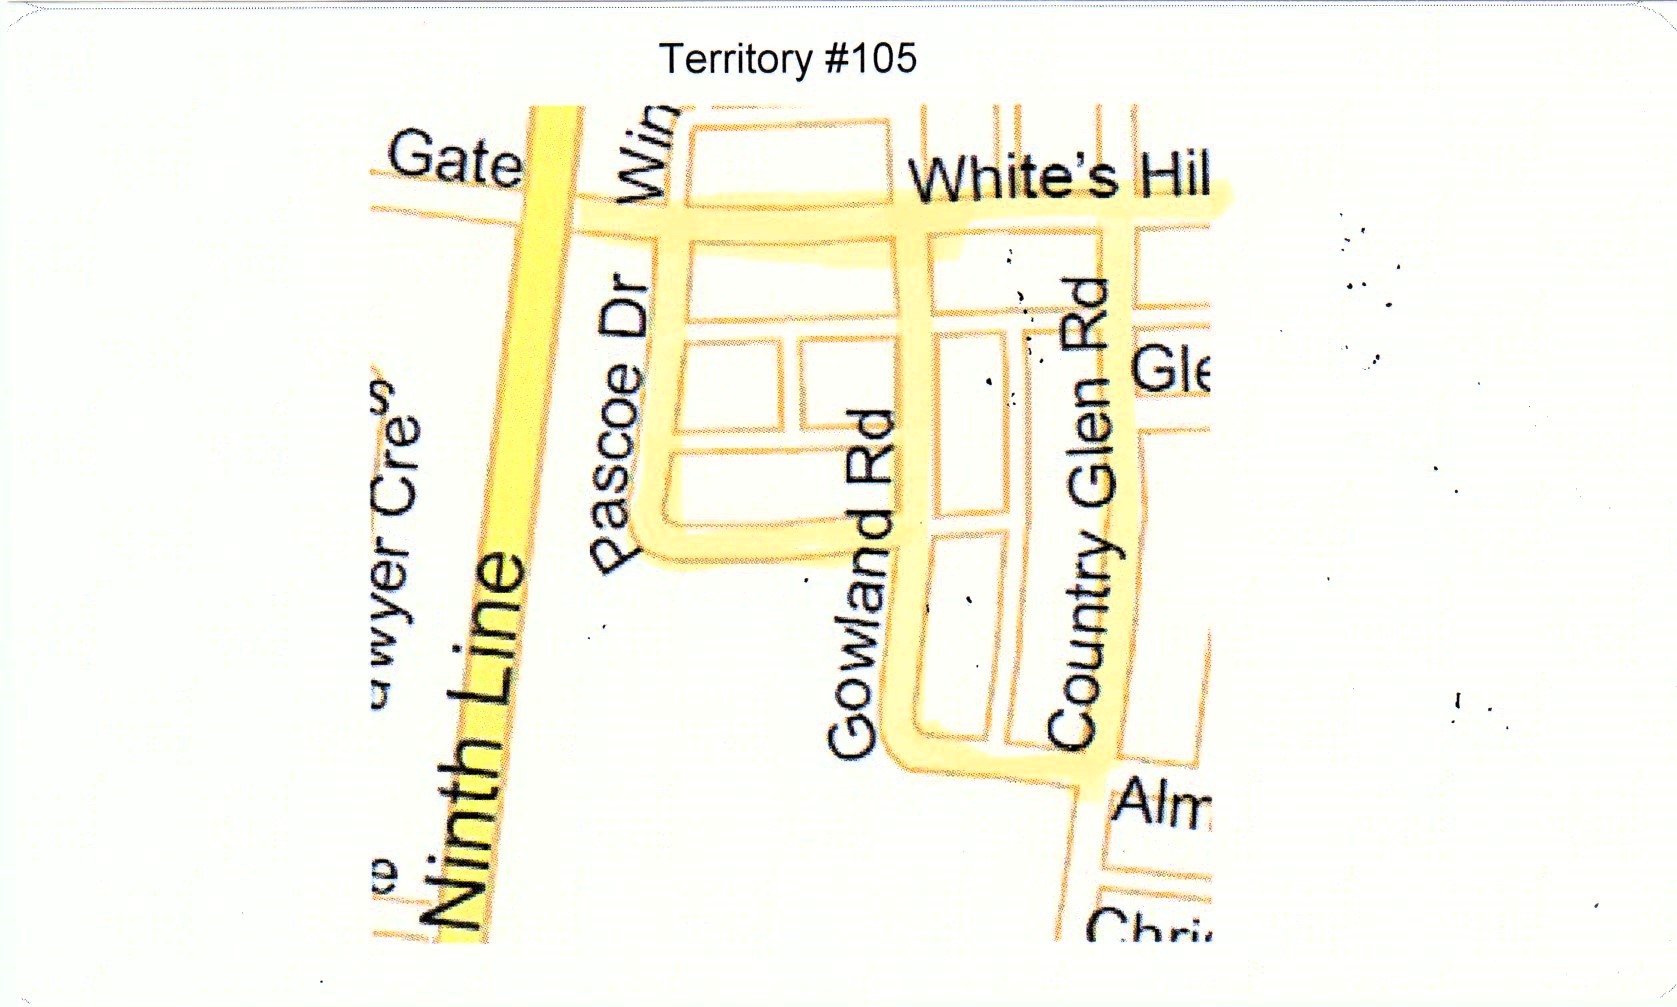 Territory #105
Gate
Win
White's Hil
Pascoe Dr
Gle
Gowland Rd
Country Glen Rd
awyer Cre
s
Ninth Line
Alm
Chri